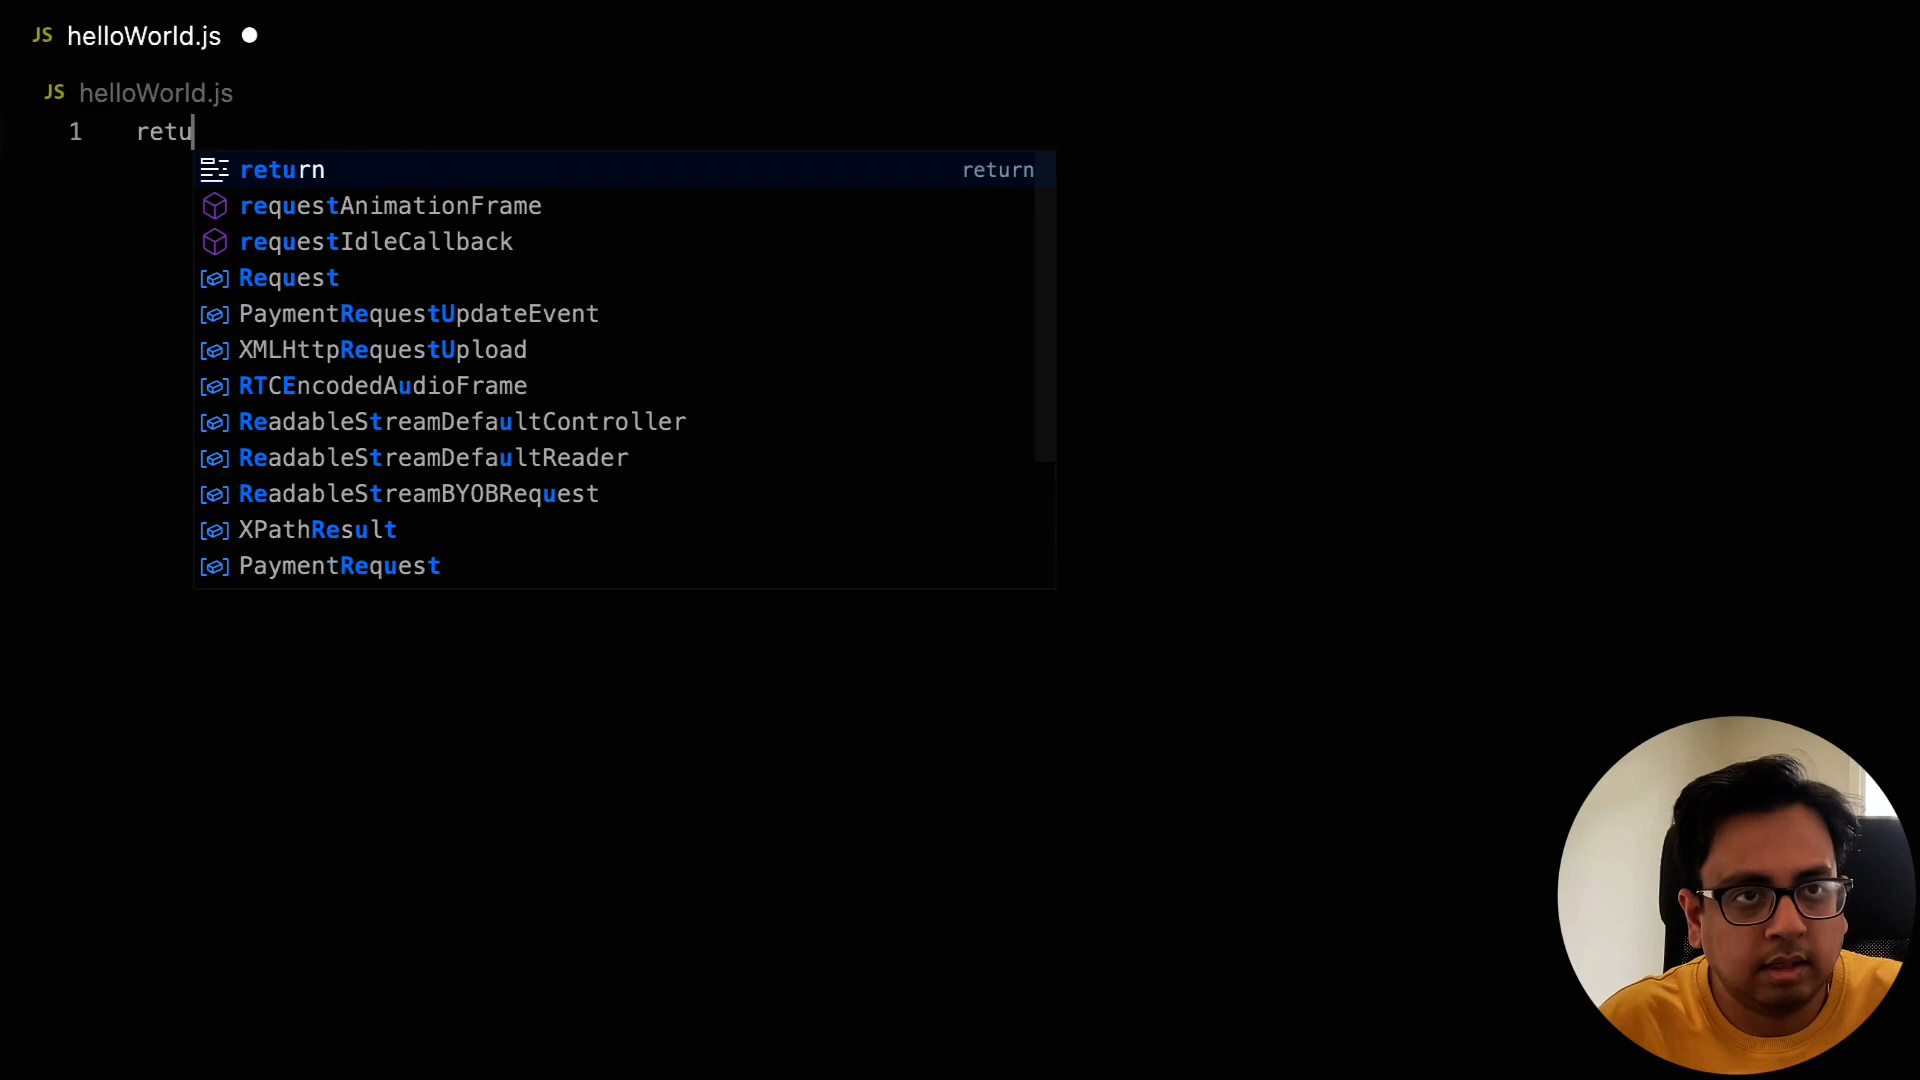 JS helloWorld.js
JS helloWorld.js
1 retu
return return
requestAnimationFrame
requestIdleCallback
Request
PaymentRequestUpdateEvent
XMLHttpRequestUpload
RTCEncodedAudioFrame
ReadableStreamDefaultController
ReadableStreamDefaultReader
ReadableStreamBYOBRequest
XPathResult
PaymentRequest